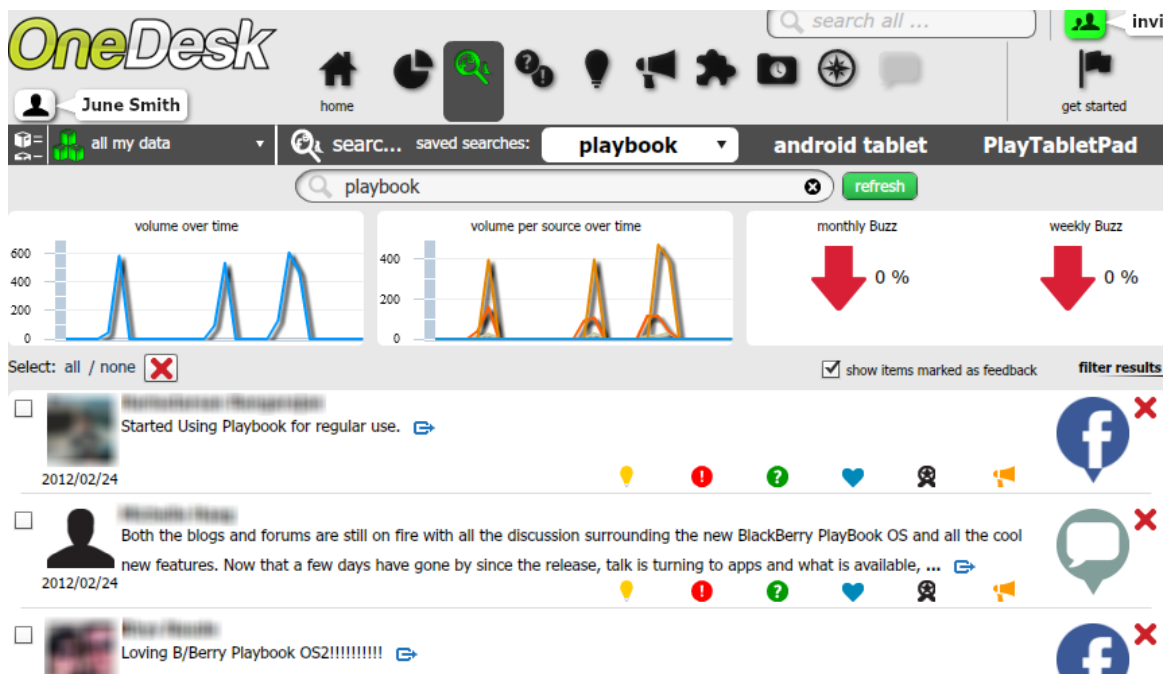 OneDesk
search all ...
invi
June Smith
home
get started
all my data
searc...
saved searches:
playbook
android tablet
PlayTabletPad
playbook
refresh
volume over time
600
400
200
0
volume per source over time
400
200
0
monthly Buzz
0 %
weekly Buzz
0 %
Select: all / none
show items marked as feedback
filter results
Started Using Playbook for regular use.
2012/02/24
Both the blogs and forums are still on fire with all the discussion surrounding the new BlackBerry PlayBook OS and all the cool
new features. Now that a few days have gone by since the release, talk is turning to apps and what is available, ...
2012/02/24
Loving B/Berry Playbook OS2!!!!!!!!!!